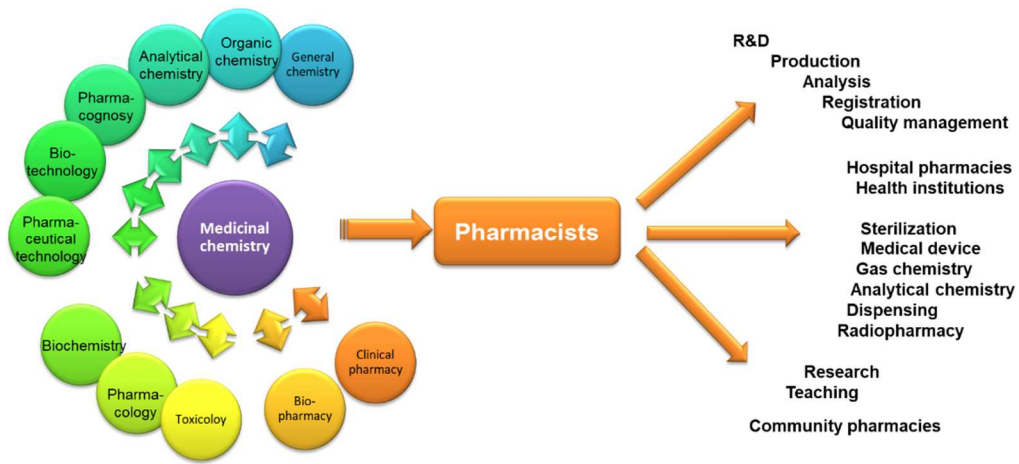 General
chemistry
Organic
chemistry
Analytical
chemistry
Pharma-
cognosy
Bio-
technology
Pharma-
ceutical
technology
Biochemistry
Pharma-
cology
Toxicoloy
Bio-
pharmacy
Clinical
pharmacy
Medicinal
chemistry
Pharmacists
R&D
Production
Analysis
Registration
Quality management
Hospital pharmacies
Health institutions
Sterilization
Medical device
Gas chemistry
Analytical chemistry
Dispensing
Radiopharmacy
Research
Teaching
Community pharmacies